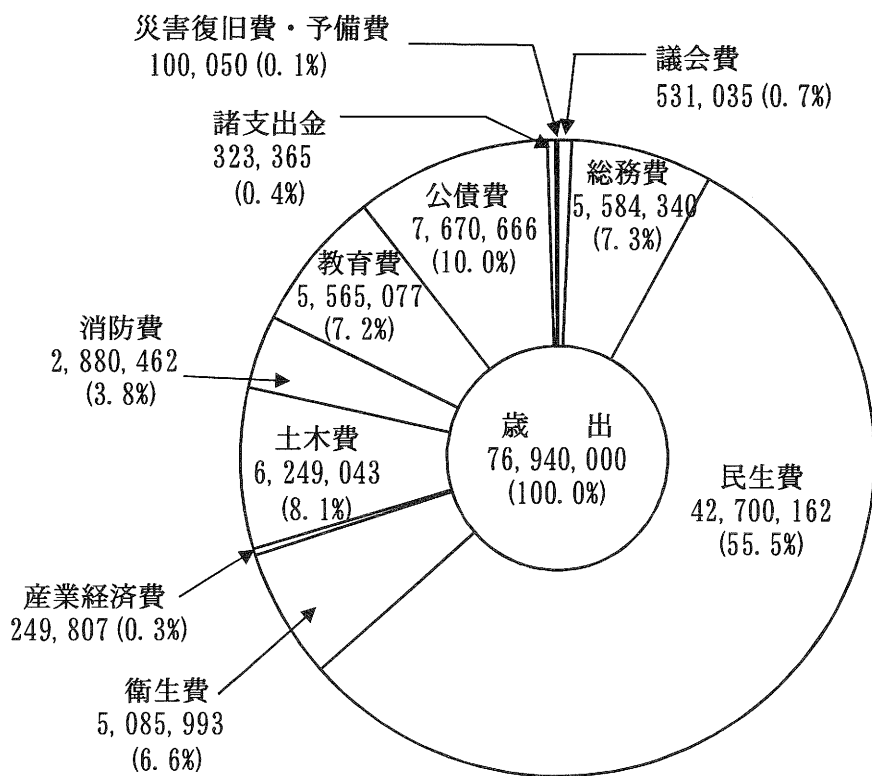 災害復旧費・予備費
100,050(0.1%)
議会費
531,035(0.7%)
諸支出金
323,365
(0.4%)
総務費
5,584,340
(7.3%)
公債費
7,670,666
(10.0%)
教育費
5,565,077
(7.2%)
消防費
2,880,462
(3.8%)
土木費
6,249,043
(8.1%)
歳　出
76,940,000
(100.0%)
民生費
42,700,162
(55.5%)
産業経済費
249,807(0.3%)
衛生費
5,085,993
(6.6%)